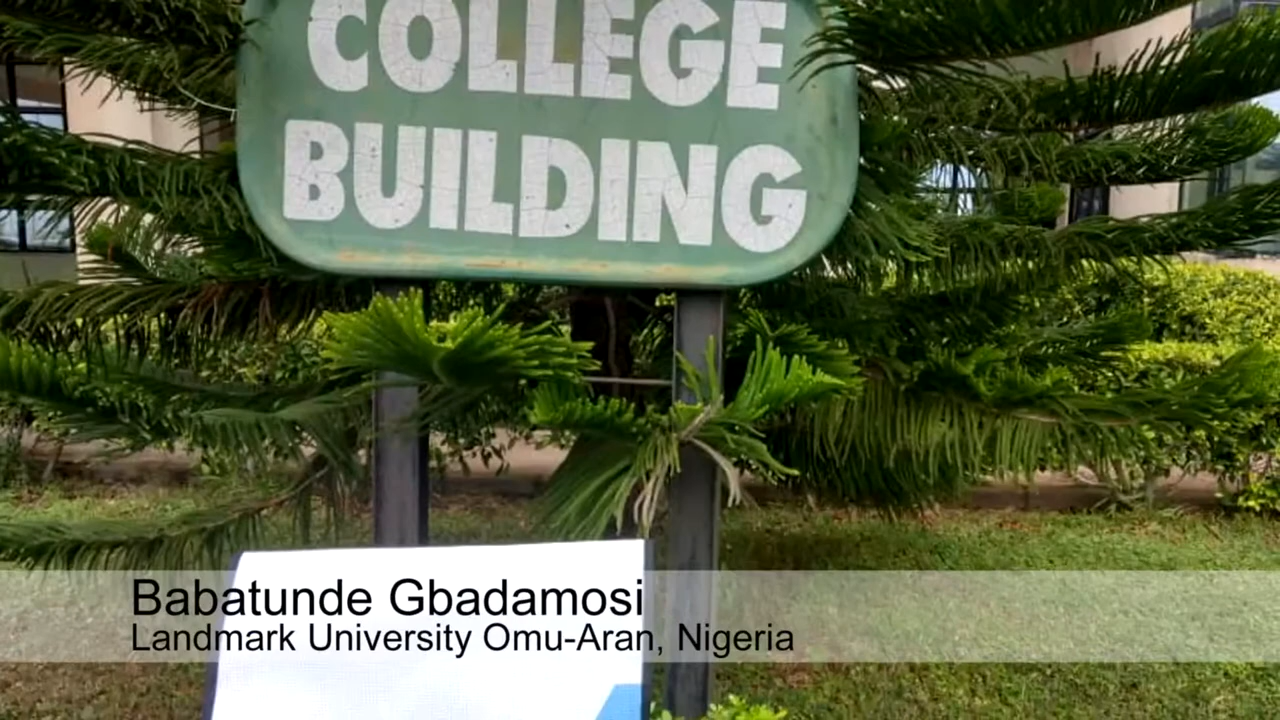 COLLEGE
BUILDING
Babatunde Gbadamosi
Landmark University Omu-Aran, Nigeria